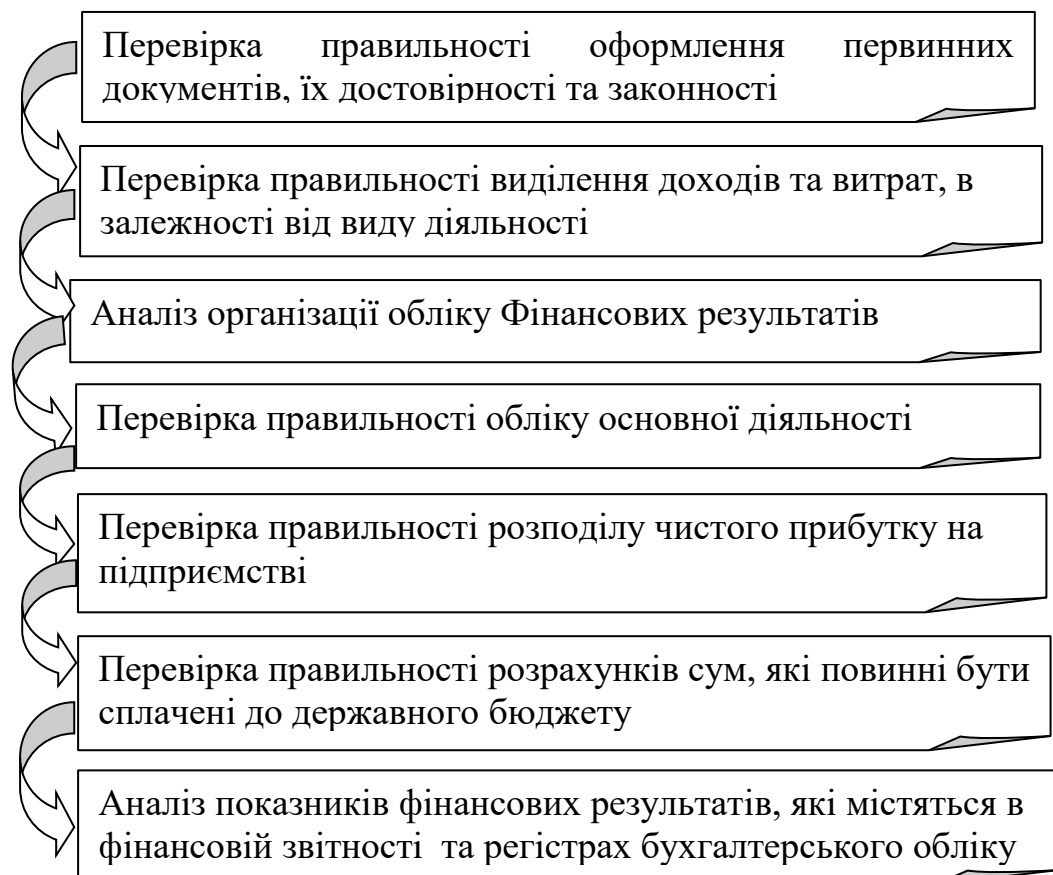 Перевірка правильності оформлення первинних
документів, їх достовірності та законності
Перевірка правильності виділення доходів та витрат, в
залежності від виду діяльності
Аналіз організації обліку Фінансових результатів
Перевірка правильності обліку основної діяльності
Перевірка правильності розподілу чистого прибутку на
підприємстві
Перевірка правильності розрахунків сум, які повинні бути
сплачені до державного бюджету
Аналіз показників фінансових результатів, які містяться в
фінансовій звітності та регістрах бухгалтерського обліку